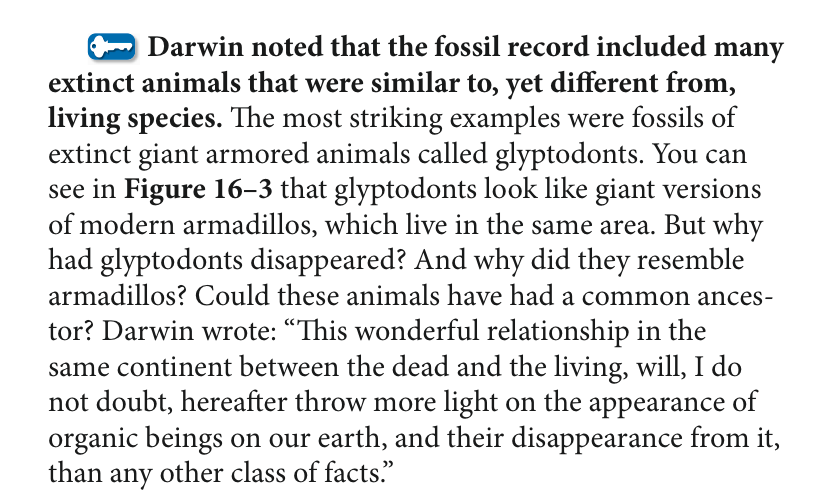 Darwin noted that the fossil record included many
extinct animals that were similar to, yet different from,
living species. The most striking examples were fossils of
extinct giant armored animals called glyptodonts. You can
see in Figure 16–3 that glyptodonts look like giant versions
of modern armadillos, which live in the same area. But why
had glyptodonts disappeared? And why did they resemble
armadillos? Could these animals have had a common ances-
tor? Darwin wrote: “This wonderful relationship in the
same continent between the dead and the living, will, I do
not doubt, hereafter throw more light on the appearance of
organic beings on our earth, and their disappearance from it,
than any other class of facts.”